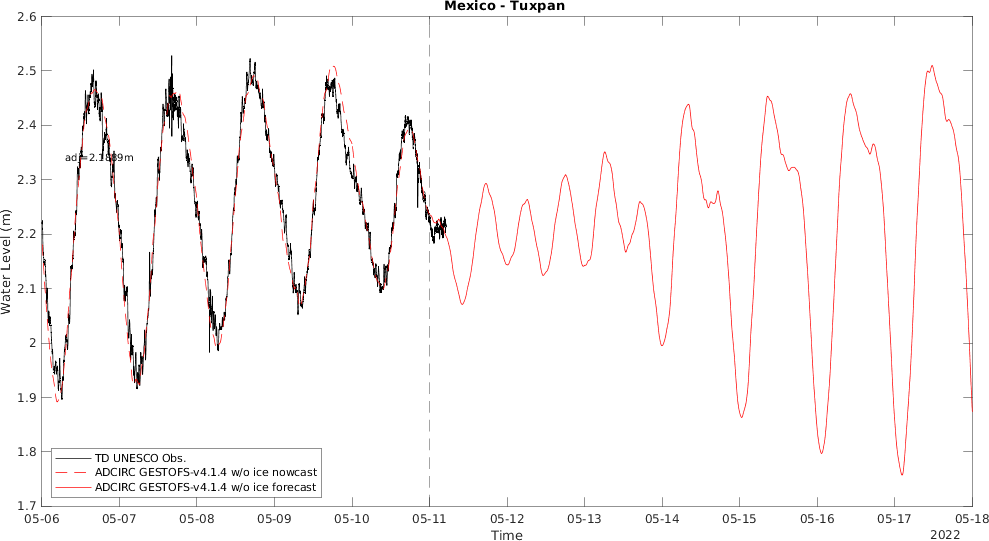 Mexico - Tuxpan
2.6
2.5
2.4
2.3
2.2
2.1
2
1.9
1.8
1.7
Water Level (m)
adj=2.1889m
TD UNESCO Obs.
ADCIRC GESTOFS-v4.1.4 w/o ice nowcast
ADCIRC GESTOFS-v4.1.4 w/o ice forecast
05-06 05-07 05-08 05-09 05-10 05-11 05-12 05-13 05-14 05-15 05-16 05-17 05-18
Time
2022